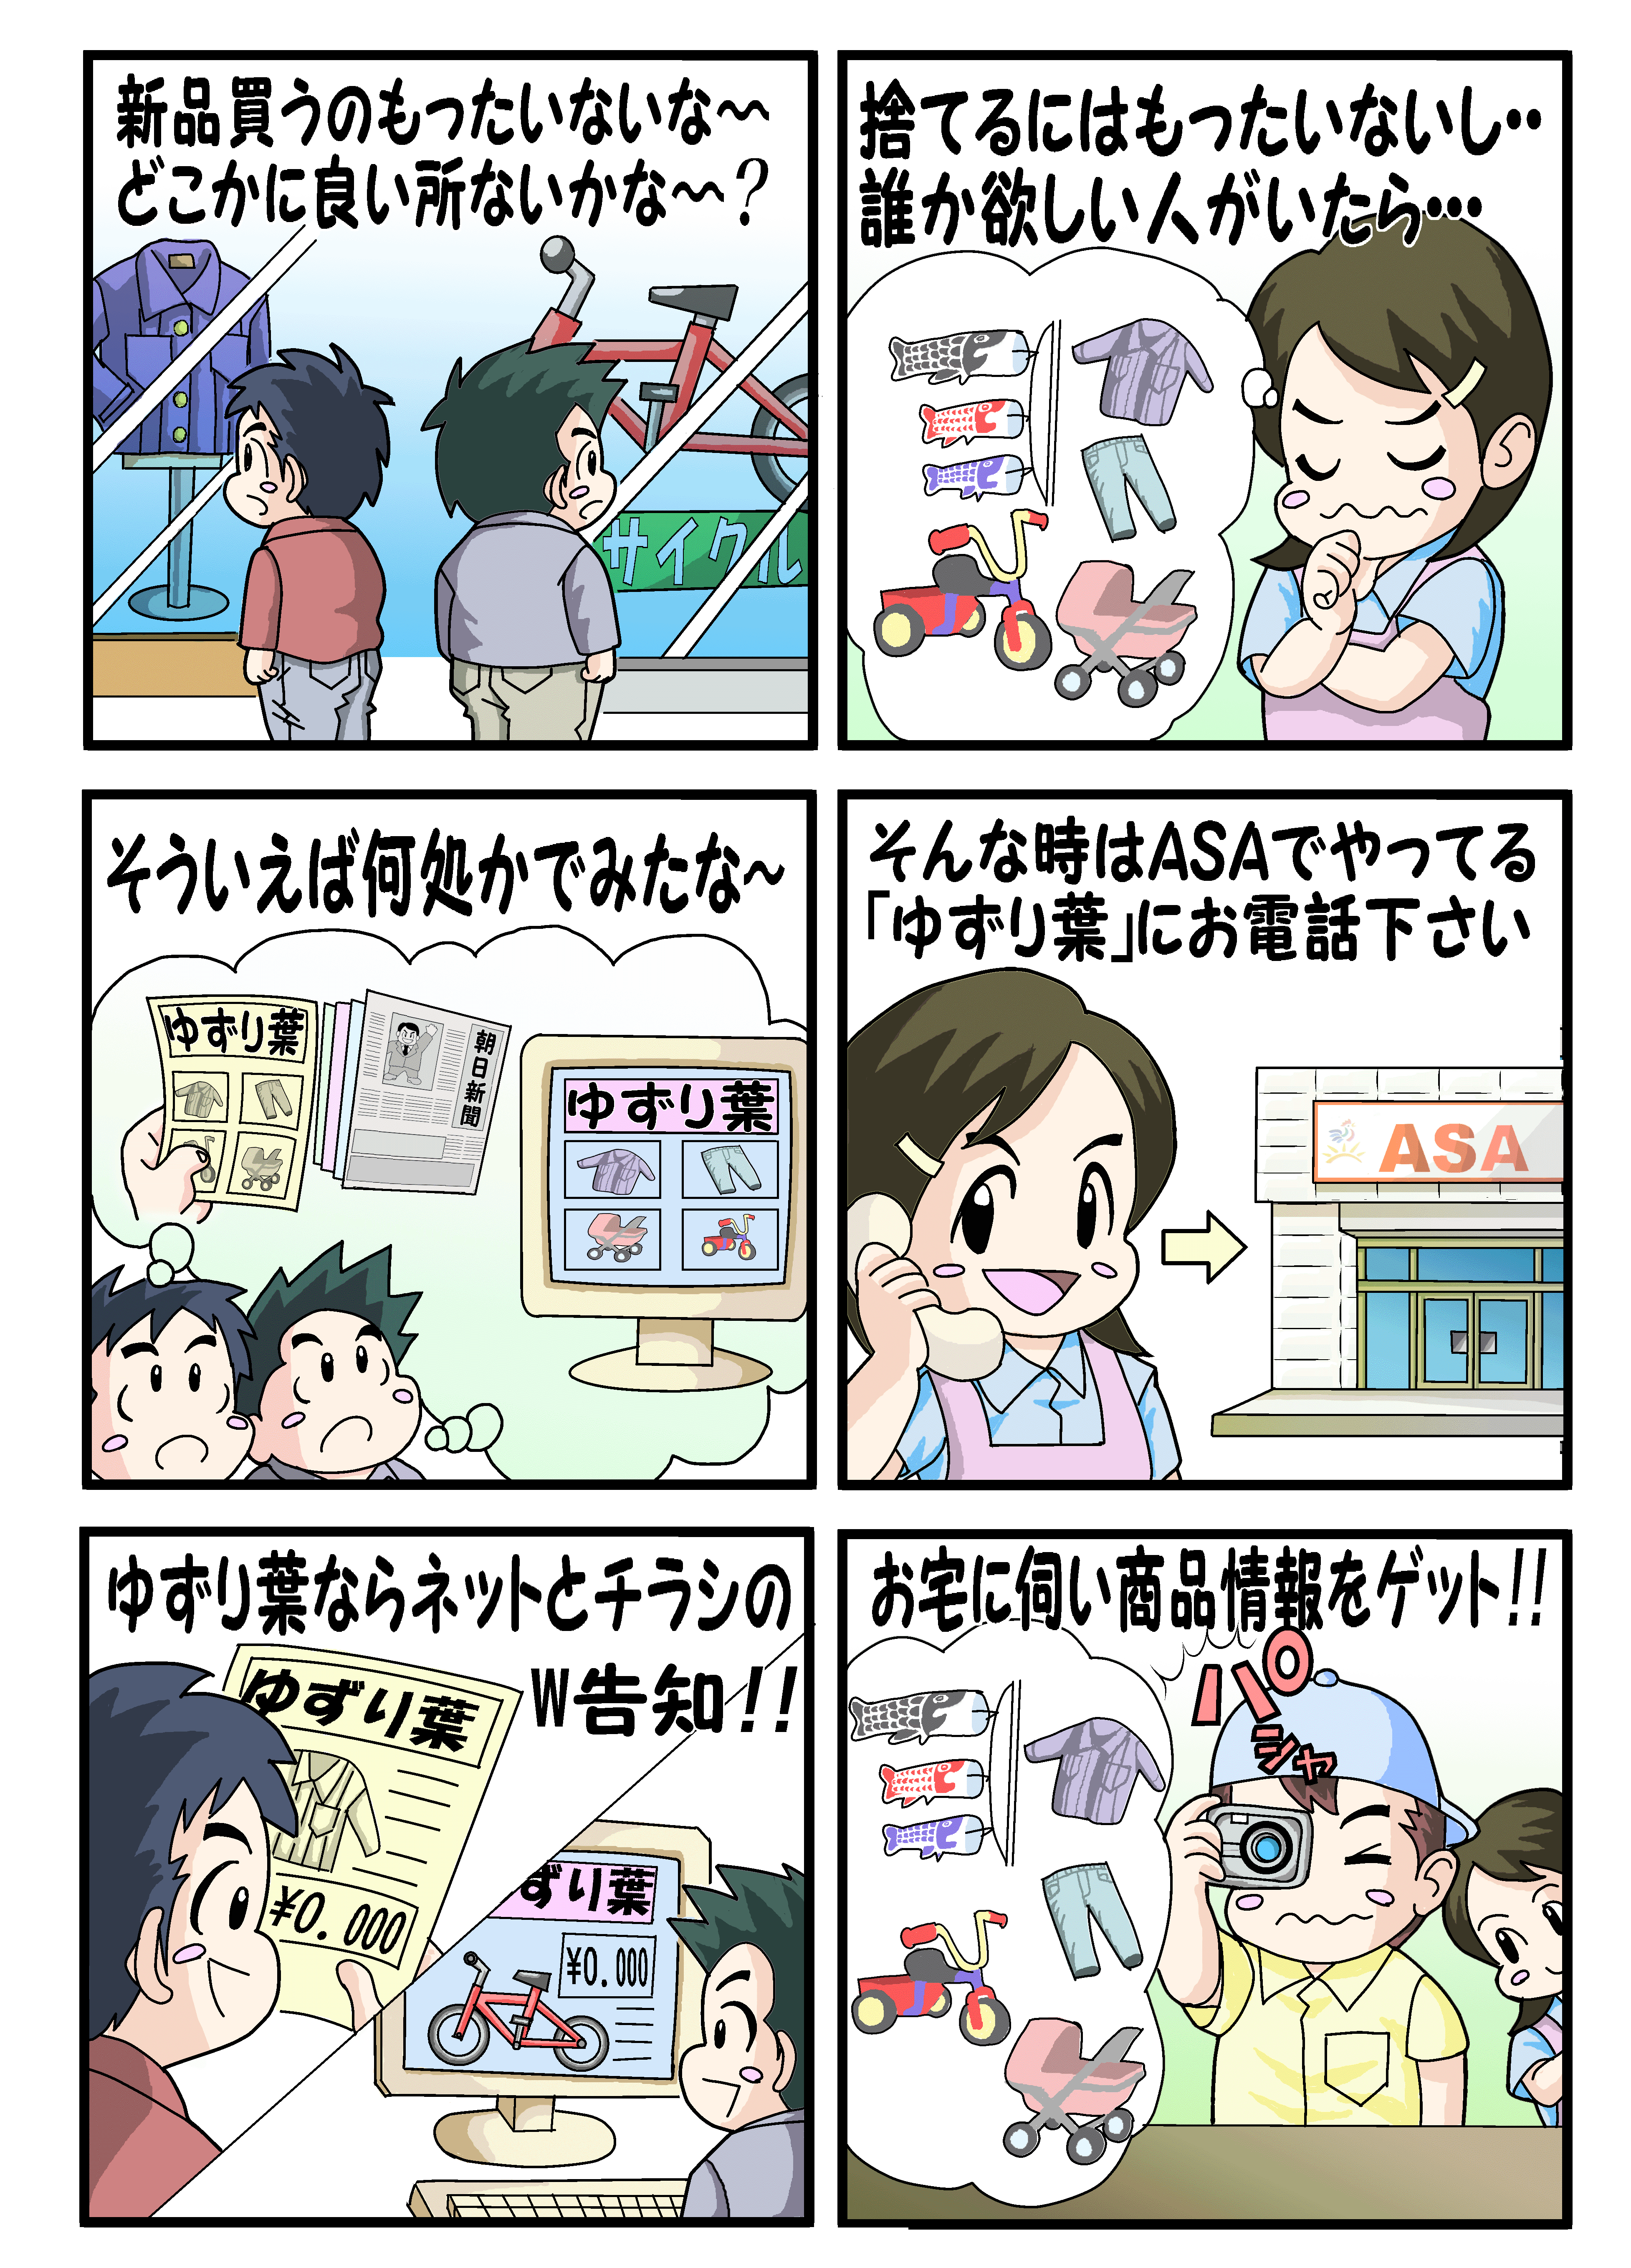 捨てるにはもったいないし‥
誰か欲しい人がいたら…
そんな時はASAでやってる
「ゆずり葉」にお電話下さい
ASA
お宅に伺い商品情報をゲット!!
パシャ
新品買うのもったいないな〜
どこかに良い所ないかな〜?
サイクル
そういえば何処かでみたな~
ゆずり葉
朝日新聞
ゆずり葉
ゆずり葉ならネットとチラシの
W告知!!
ゆずり葉
¥0.000
ずり葉
¥0.000